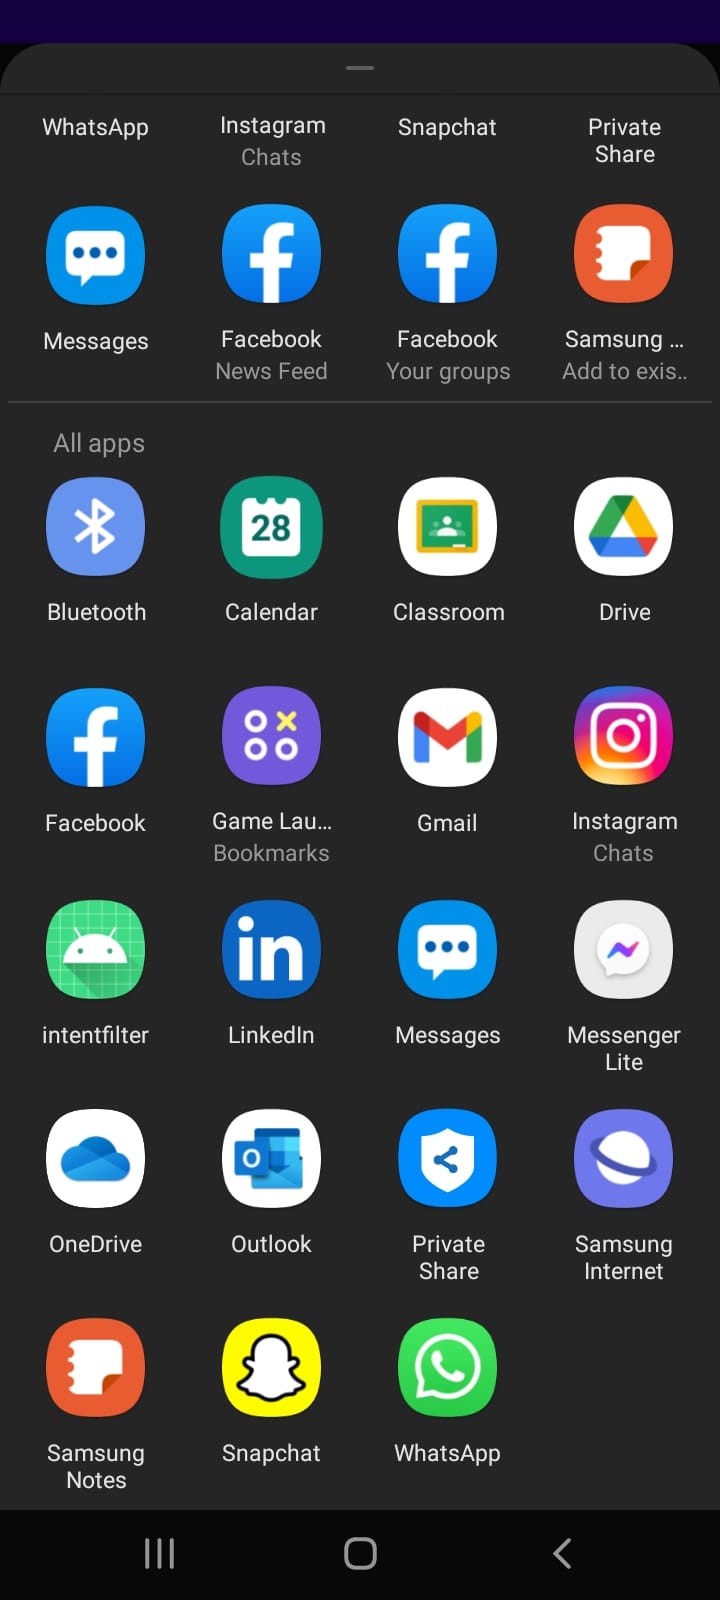 WhatsApp
Instagram
Chats
Snapchat
Private
Share
Messages
Facebook
News Feed
Facebook
Your groups
Samsung ...
Add to exis..
All apps
28
Bluetooth
Calendar
Classroom
Drive
Facebook
Game Lau...
Bookmarks
Gmail
Instagram
Chats
in
intentfilter
LinkedIn
Messages
Messenger
Lite
O
OneDrive
Outlook
Private
Share
Samsung
Internet
Samsung
Notes
Snapchat
WhatsApp